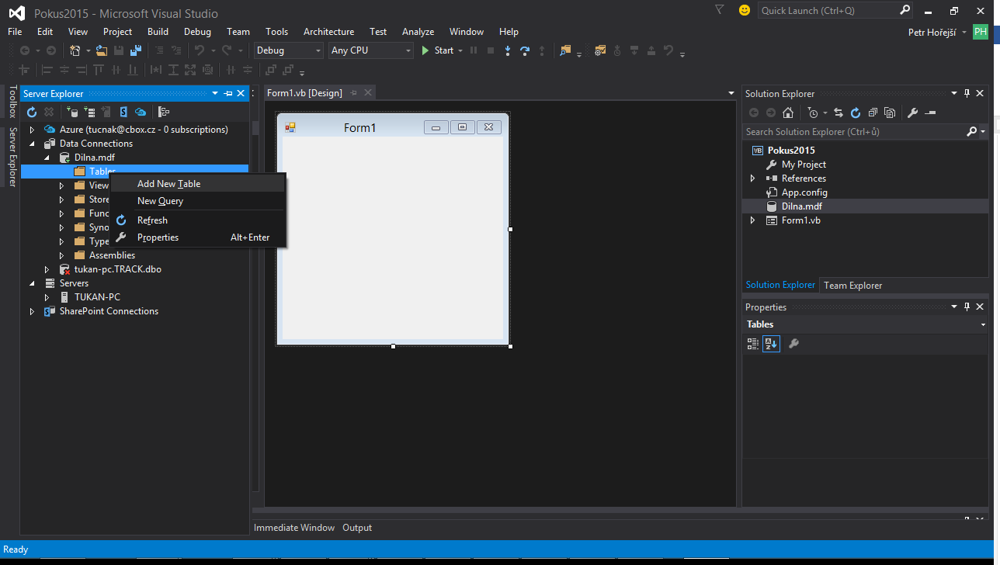 Pokus2015 - Microsoft Visual Studio
Quick Launch (Ctrl+Q)
File Edit View Project Build Debug Team Tools Architecture Test Analyze Window Help
Petr Hořejší PH
Debug Any CPU Start
Toolbox
Server Explorer
Server Explorer
Azure (tucnak@cbox.cz - 0 subscriptions)
Data Connections
Dilna.mdf
Tables
View
Store
Func
Syno
Type
Assemblies
tukan-pc.TRACK.dbo
Servers
TUKAN-PC
SharePoint Connections
Add New Table
New Query
Refresh
Properties Alt+Enter
Form1.vb [Design]
Form1
Solution Explorer
Search Solution Explorer (Ctrl+ů)
VB Pokus2015
My Project
References
App.config
Dilna.mdf
Form1.vb
Solution Explorer Team Explorer
Properties
Tables
Immediate Window Output
Ready